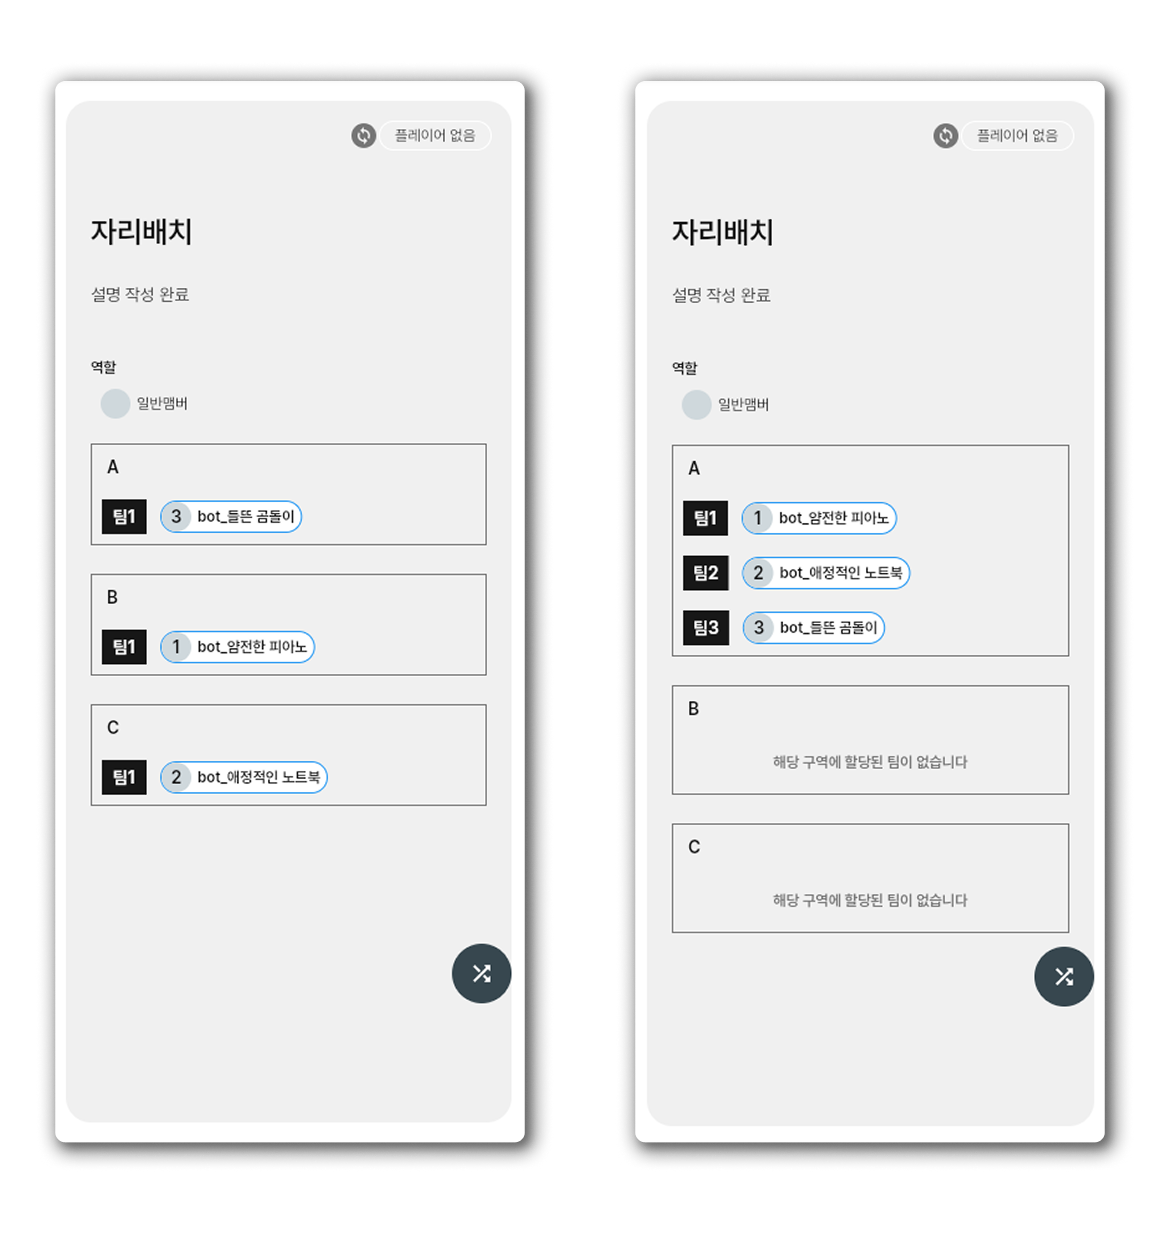 플레이어 없음
자리배치
설명 작성 완료
역할
일반맴버
A
팀1 3 bot_들뜬 곰돌이
B
팀1 1 bot_얌전한 피아노
C
팀1 2 bot_애정적인 노트북
플레이어 없음
자리배치
설명 작성 완료
역할
일반맴버
A
팀1 1 bot_얌전한 피아노
팀2 2 bot_애정적인 노트북
팀3 3 bot_들뜬 곰돌이
B
해당 구역에 할당된 팀이 없습니다
C
해당 구역에 할당된 팀이 없습니다